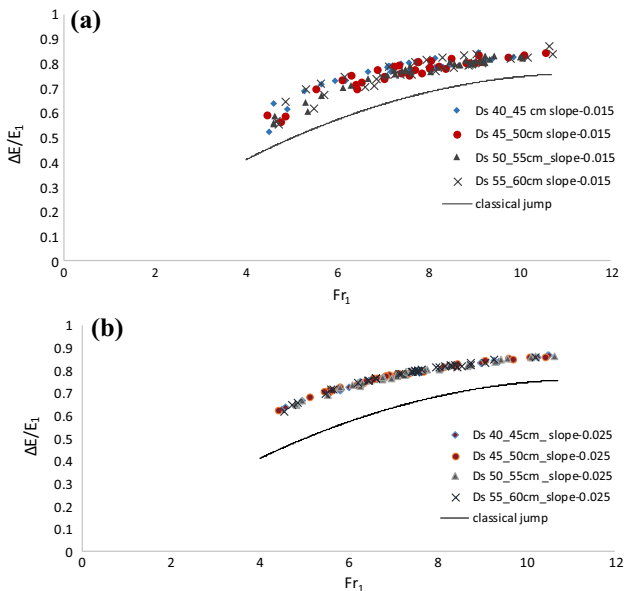 (a)
1
0.9
0.8
0.7
0.6
0.5
0.4
0.3
0.2
0.1
0
ΔE/E1
Ds 40_45 cm slope-0.015
Ds 45_50cm slope-0.015
Ds 50_55cm_slope-0.015
Ds 55_60cm slope-0.015
classical jump
0 2 4 6 8 10 12
Fr1
(b)
1
0.9
0.8
0.7
0.6
0.5
0.4
0.3
0.2
0.1
0
ΔE/E1
Ds 40_45cm_ slope-0.025
Ds 45_50cm_slope-0.025
Ds 50_55cm _slope-0.025
Ds 55_60cm_slope-0.025
classical jump
0 2 4 6 8 10 12
Fr1